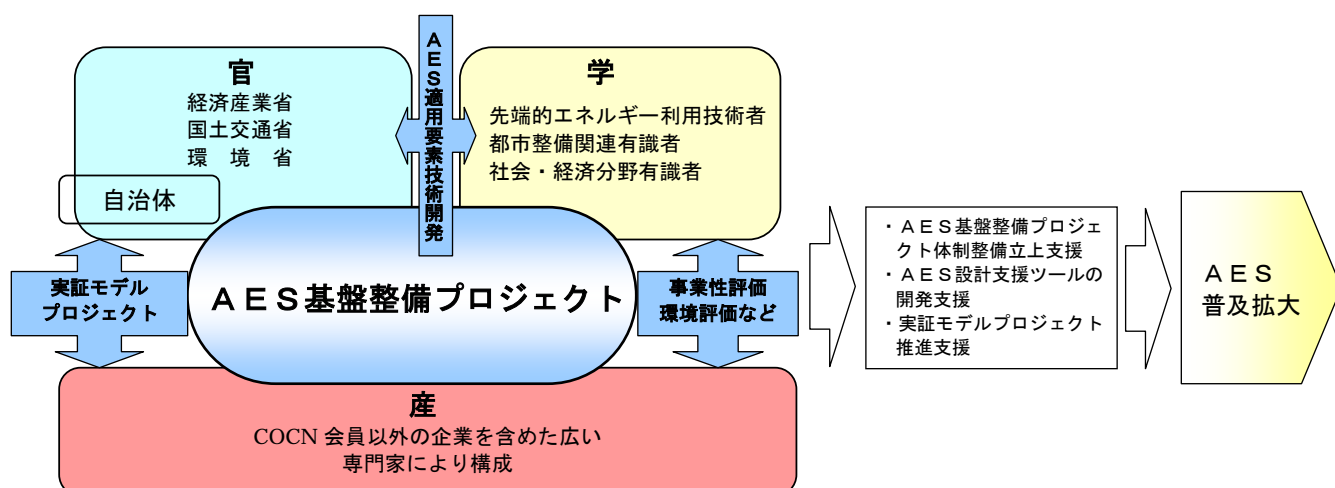 官
経済産業省
国土交通省
環　境　省
自治体
ＡＥＳ適用要素技術開発
学
先端的エネルギー利用技術者
都市整備関連有識者
社会・経済分野有識者
実証モデル
プロジェクト
ＡＥＳ基盤整備プロジェクト
事業性評価
環境評価など
産
COCN 会員以外の企業を含めた広い
専門家により構成
・ＡＥＳ基盤整備プロジェ
クト体制整備立上支援
・ＡＥＳ設計支援ツールの
開発支援
・実証モデルプロジェクト
推進支援
ＡＥＳ
普及拡大